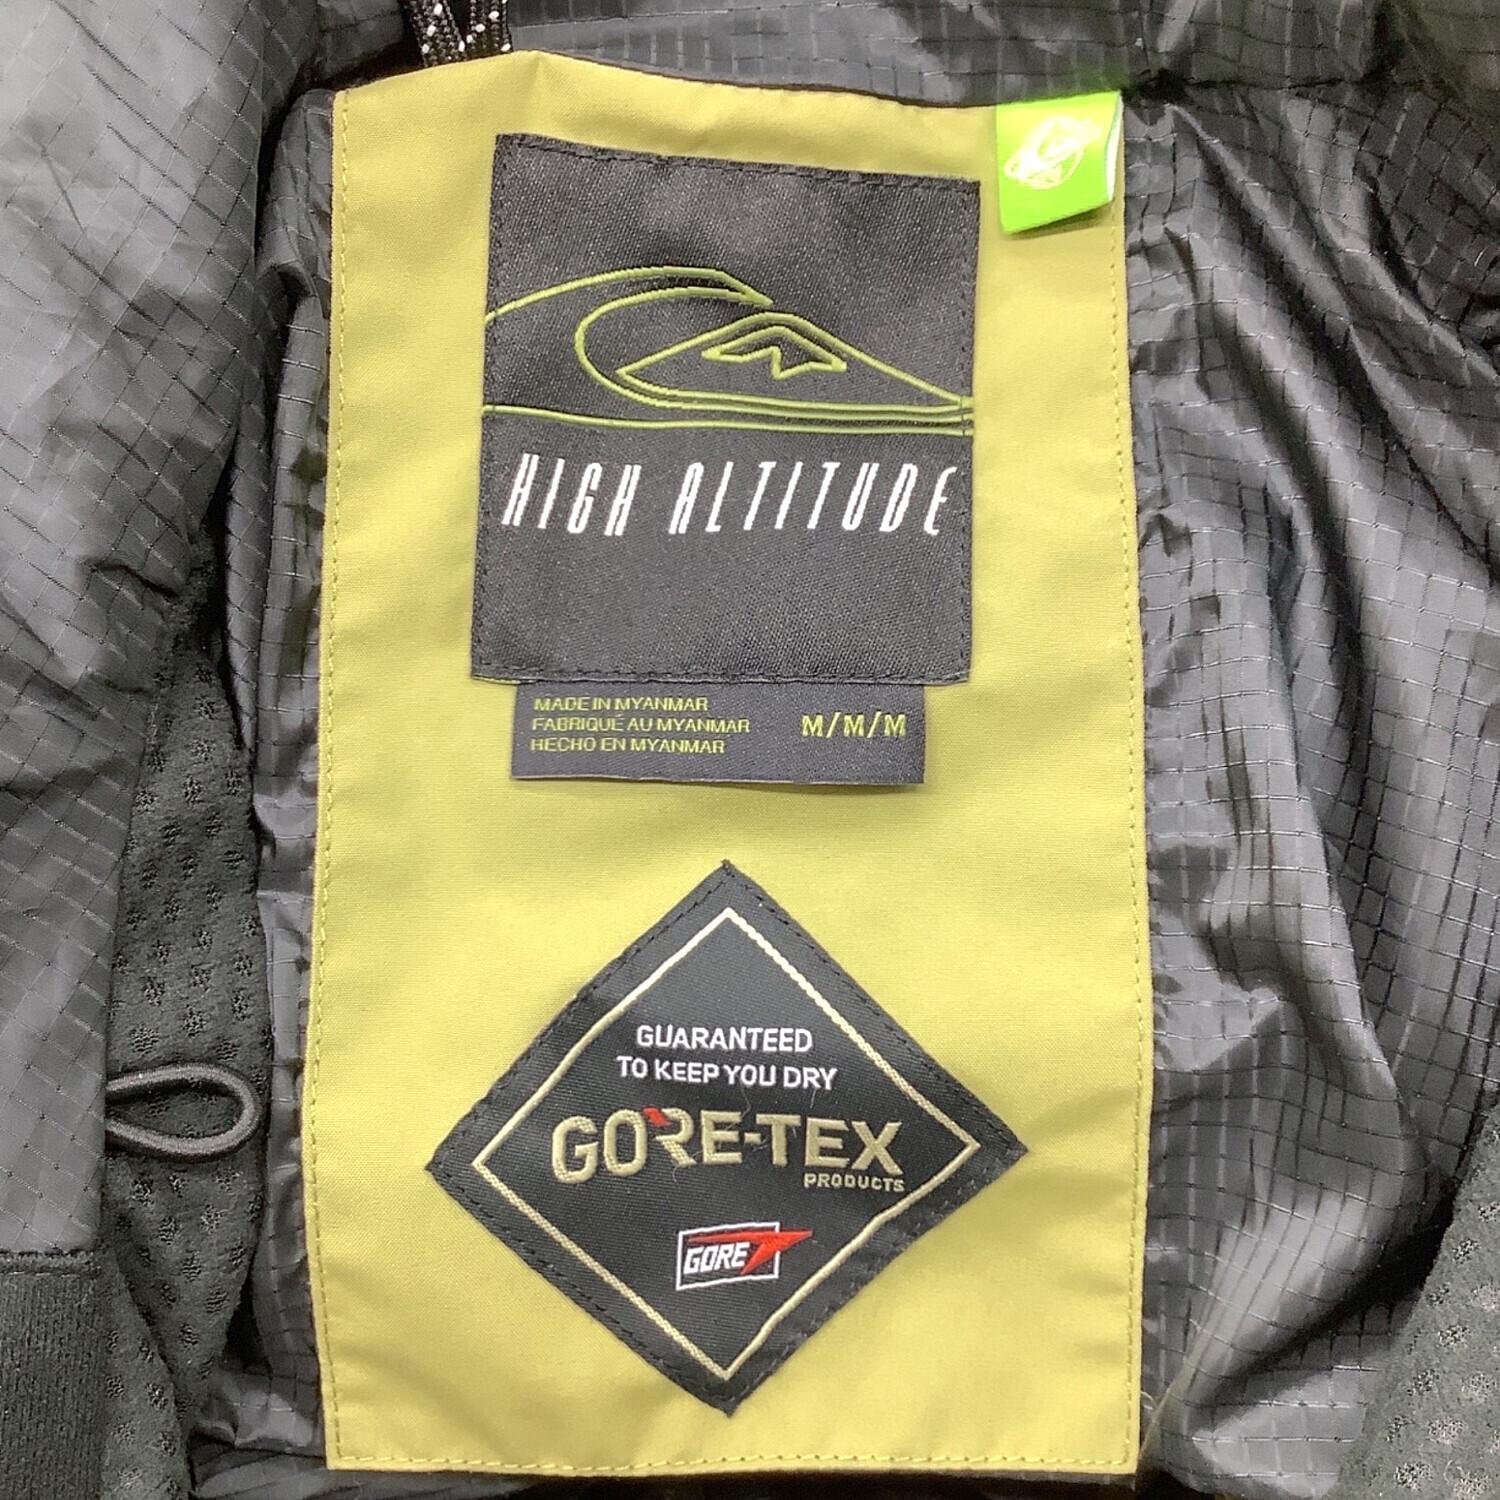 HIGH ALTITUDE
MADE IN MYANMAR
FABRIQUÉ AU MYANMAR
HECHO EN MYANMAR
M/M/M
GUARANTEED
TO KEEP YOU DRY
GORE-TEX
PRODUCTS
GORE